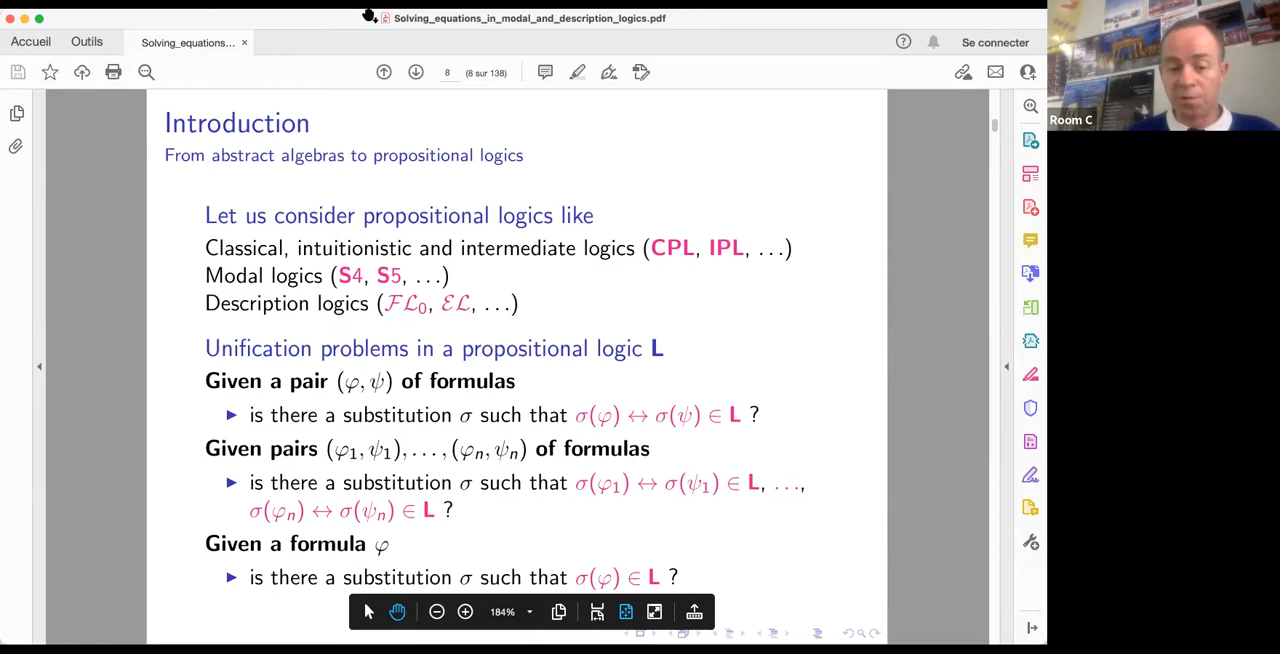 Solving_equations_in_modal_and_description_logics.pdf
Accueil Outils Solving_equations... × Se connecter
8 (8 sur 138)
Room C
Introduction
From abstract algebras to propositional logics
Let us consider propositional logics like
Classical, intuitionistic and intermediate logics (CPL, IPL, ...)
Modal logics (S4, S5, ...)
Description logics (ℱℒ₀, ℰℒ, ...)
Unification problems in a propositional logic L
Given a pair (φ, ψ) of formulas
▶ is there a substitution σ such that σ(φ) ↔ σ(ψ) ∈ L ?
Given pairs (φ₁, ψ₁), ..., (φₙ, ψₙ) of formulas
▶ is there a substitution σ such that σ(φ₁) ↔ σ(ψ₁) ∈ L, ...,
σ(φₙ) ↔ σ(ψₙ) ∈ L ?
Given a formula φ
▶ is there a substitution σ such that σ(φ) ∈ L ?
184%